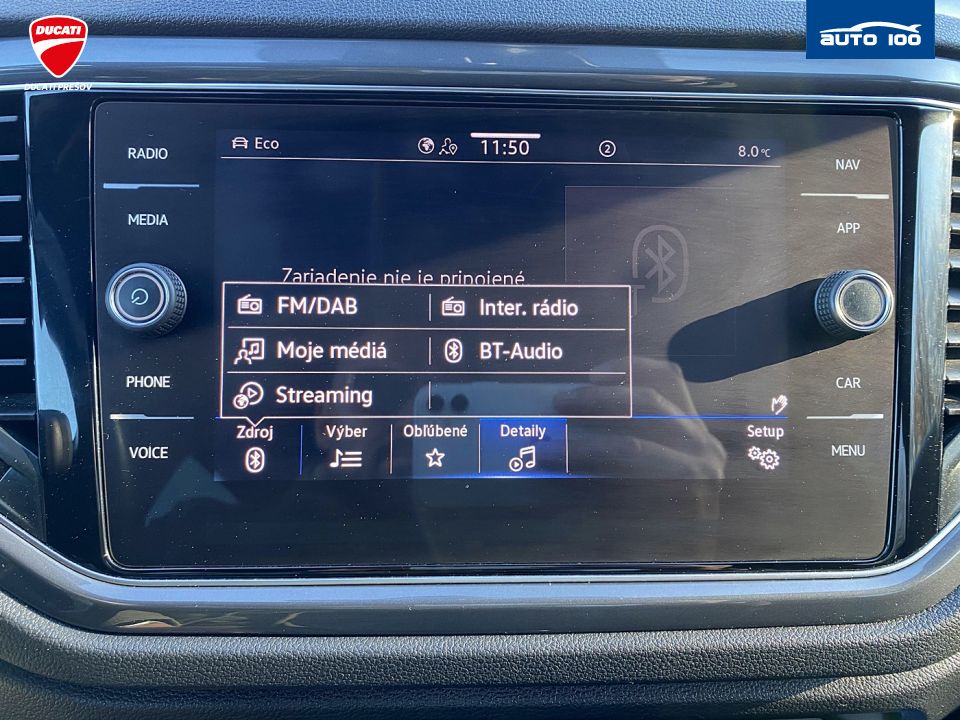 DUCATI
DUCATI PREŠOV
AUTO 100
RADIO
MEDIA
PHONE
VOICE
Eco
11:50
2
8.0 °C
Zariadenie nie je pripojené
FM/DAB
Inter. rádio
Moje médiá
BT-Audio
Streaming
Zdroj
Výber
Obľúbené
Detaily
Setup
NAV
APP
CAR
MENU